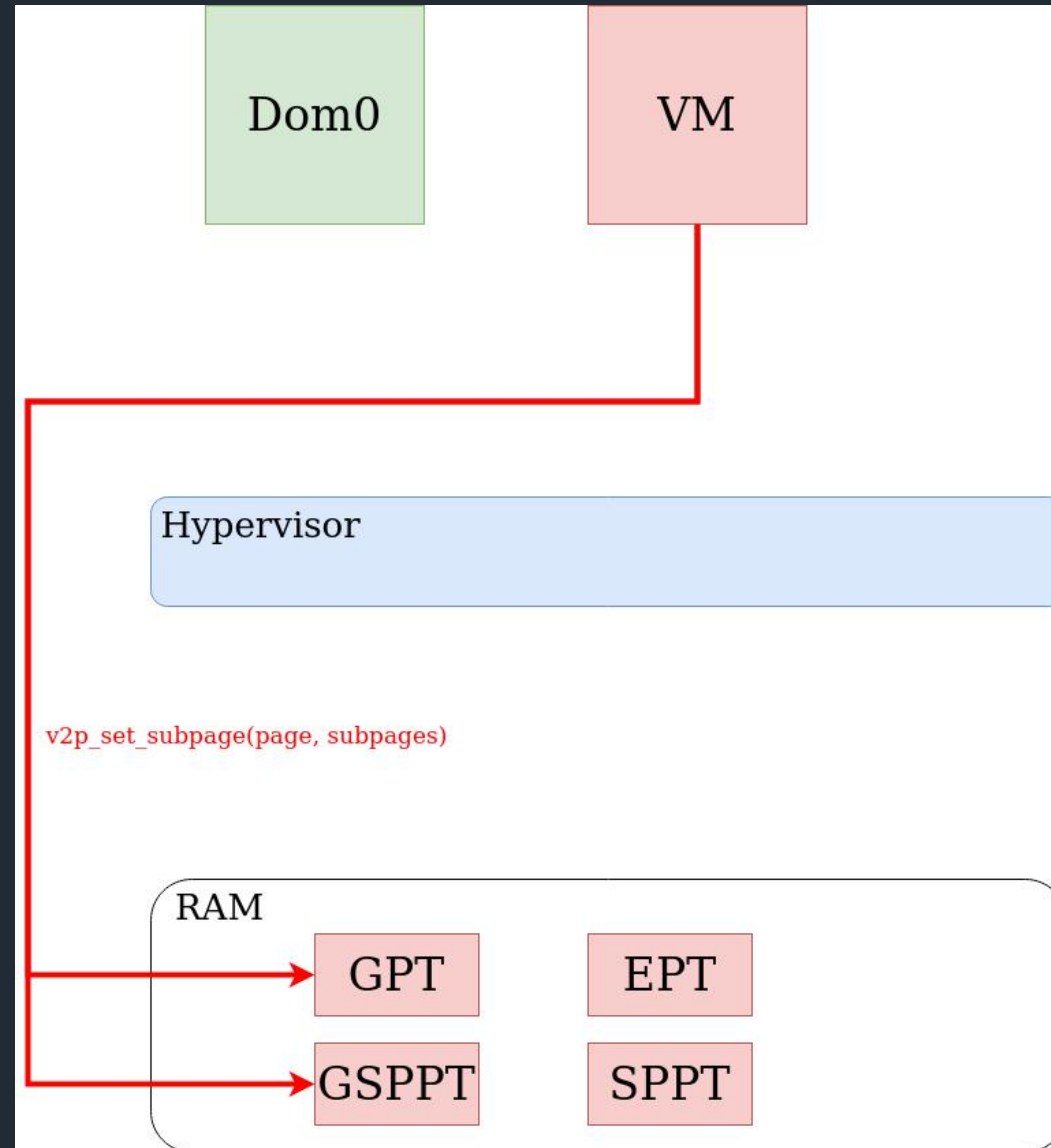 Dom0
VM
Hypervisor
v2p_set_subpage(page, subpages)
RAM
GPT
EPT
GSPPT
SPPT